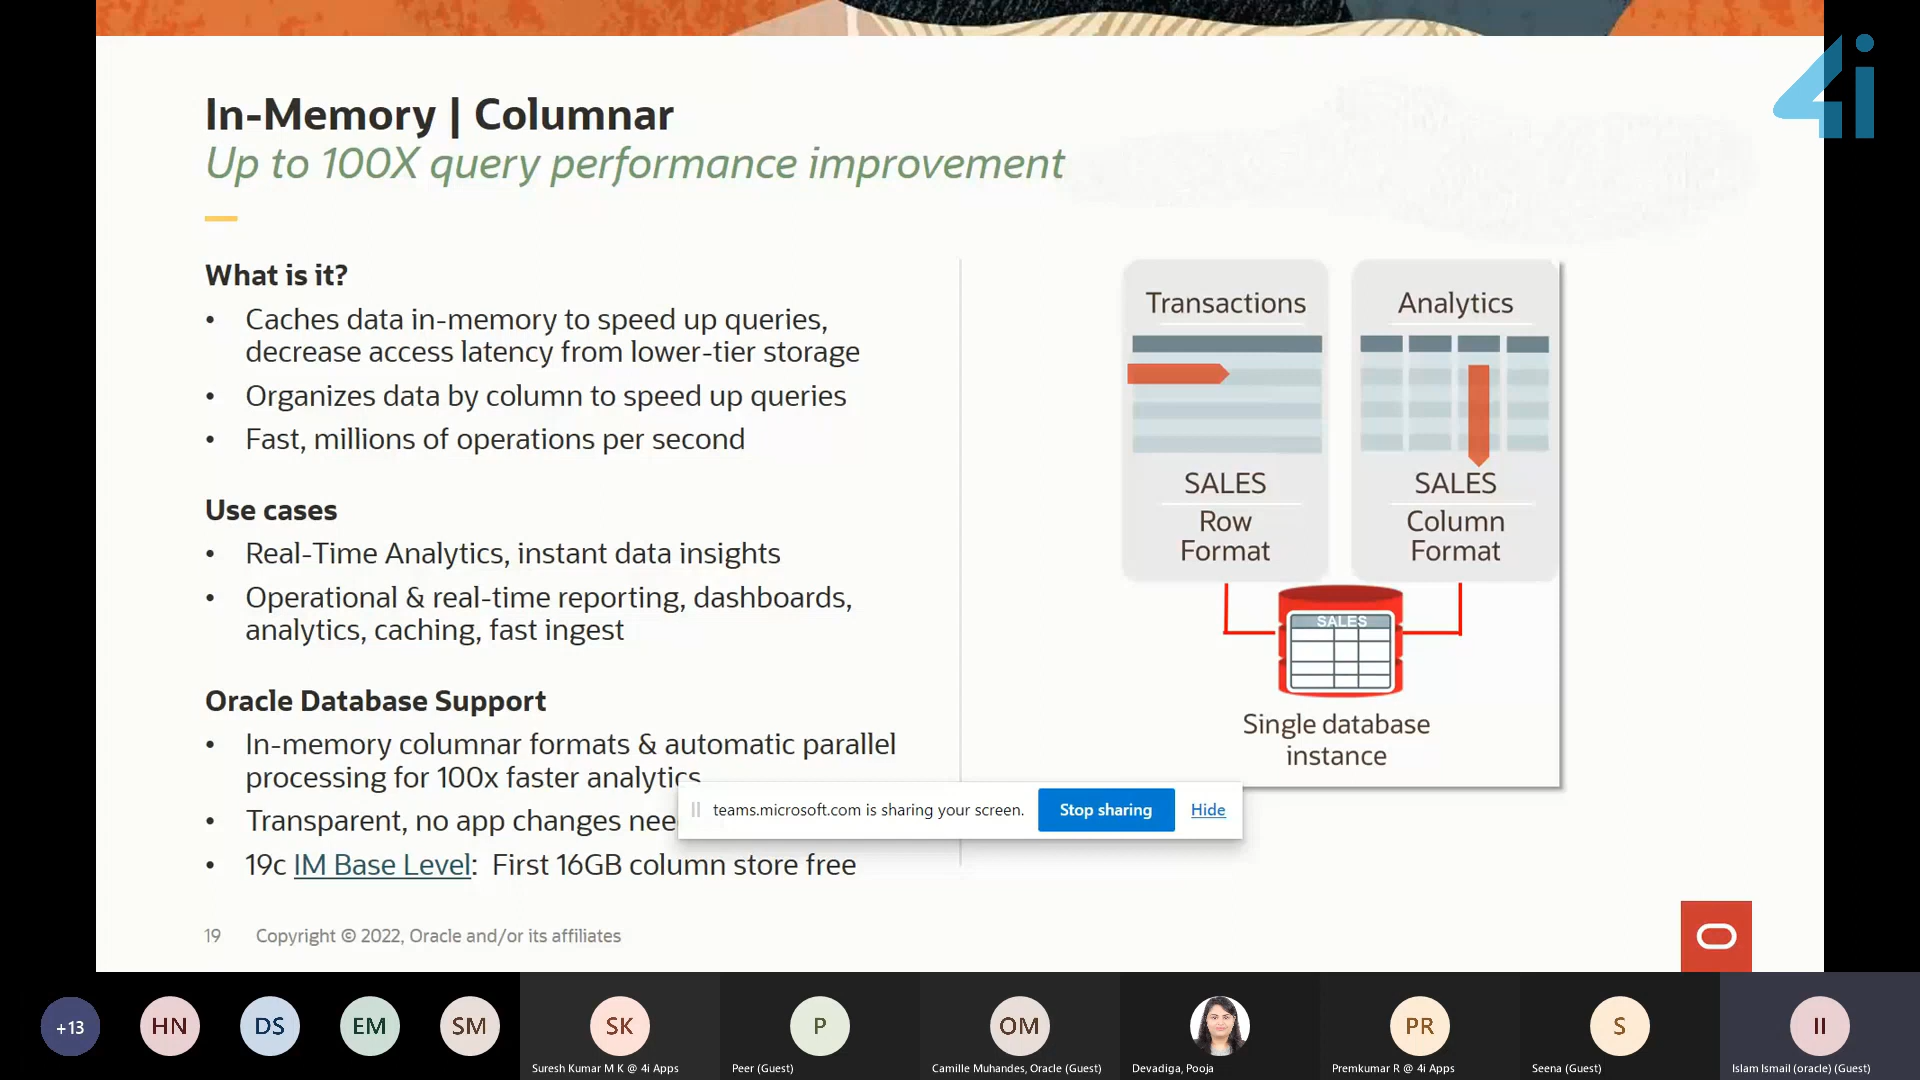 4i
In-Memory | Columnar
Up to 100X query performance improvement
What is it?
• Caches data in-memory to speed up queries,
decrease access latency from lower-tier storage
• Organizes data by column to speed up queries
• Fast, millions of operations per second
Use cases
• Real-Time Analytics, instant data insights
• Operational & real-time reporting, dashboards,
analytics, caching, fast ingest
Oracle Database Support
• In-memory columnar formats & automatic parallel
processing for 100x faster analytics
• Transparent, no app changes nee
• 19c IM Base Level: First 16GB column store free
Transactions
SALES
Row
Format
Analytics
SALES
Column
Format
SALES
Single database
instance
teams.microsoft.com is sharing your screen.
Stop sharing
Hide
19 Copyright © 2022, Oracle and/or its affiliates
+13
HN
DS
EM
SM
SK
Suresh Kumar M K @ 4i Apps
P
Peer (Guest)
OM
Camille Muhandes, Oracle (Guest)
Devadiga, Pooja
PR
Premkumar R @ 4i Apps
S
Seena (Guest)
II
Islam Ismail (oracle) (Guest)